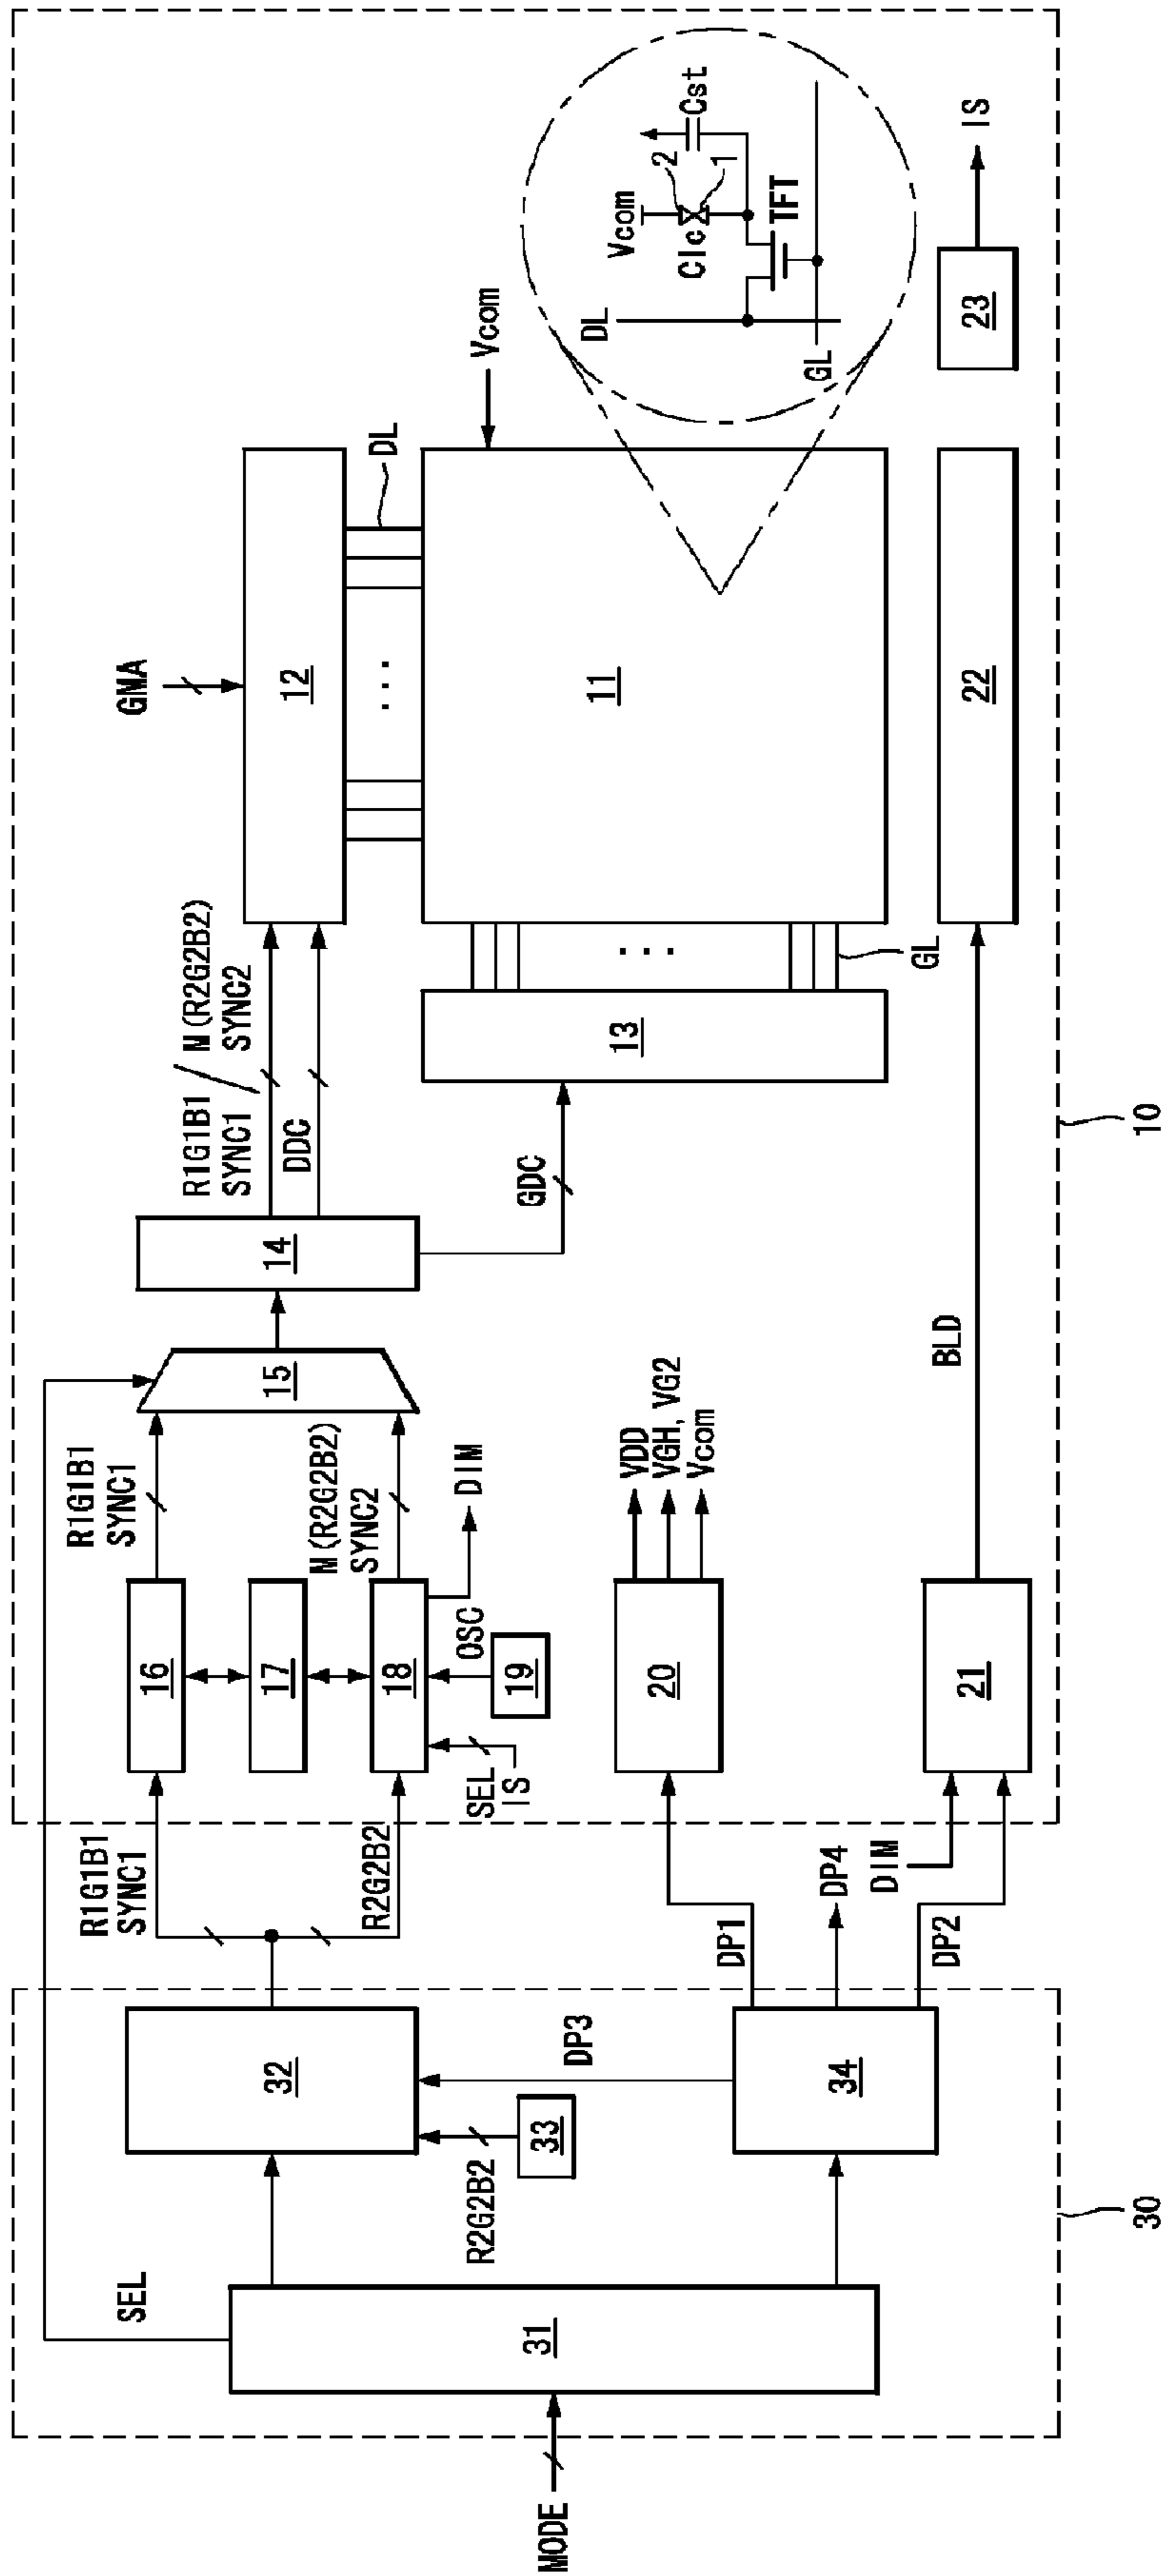 MODE
SEL
31
32
R2G2B2
33
DP3
34
30
R1G1B1
SYNC1
R2G2B2
DP1
DP4
DIM
DP2
16
17
18
SEL
IS
OSC
19
20
21
R1G1B1
SYNC1
M(R2G2B2)
SYNC2
DIM
VDD
VGH, VG2
Vcom
15
14
R1G1B1
SYNC1
M(R2G2B2)
SYNC2
DDC
GDC
BLD
10
13
GL
GMA
12
DL
11
22
Vcom
DL
GL
Vcom
Clc
2
1
Cst
TFT
23
IS